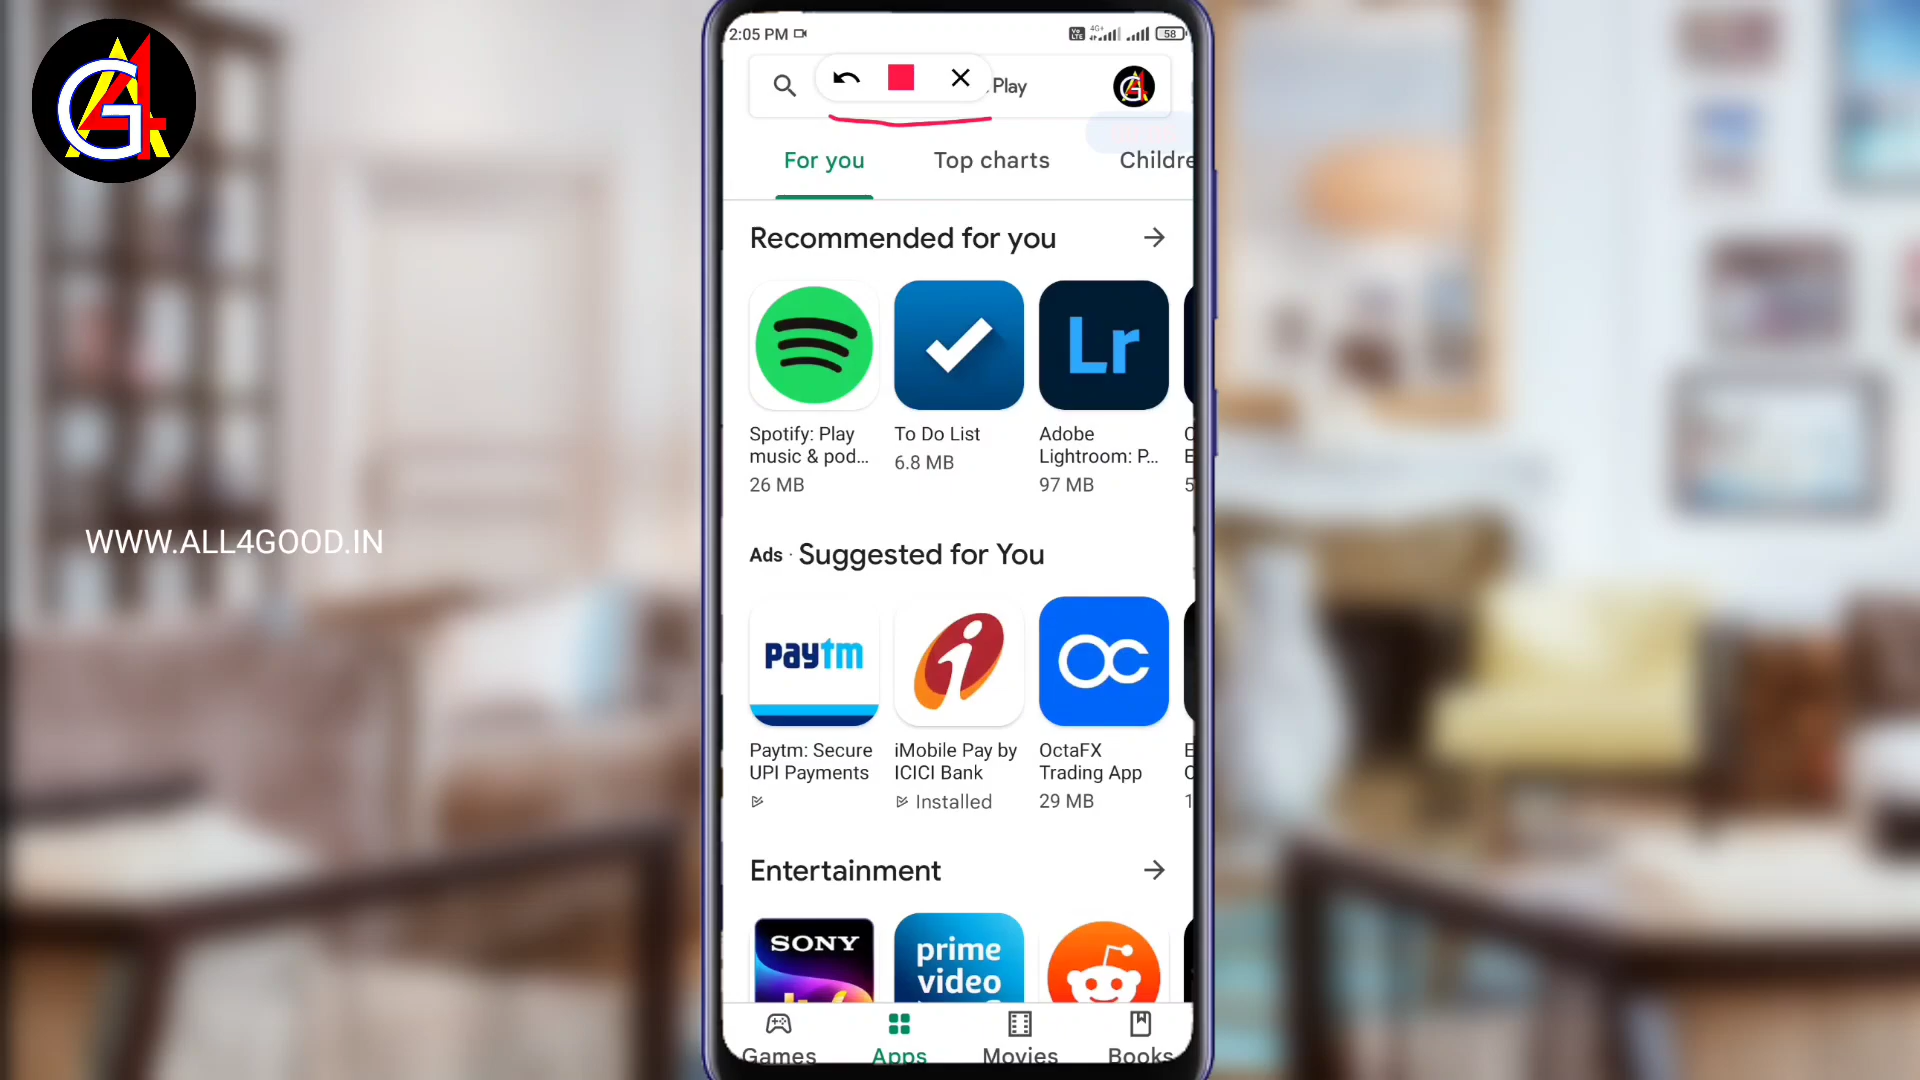 G4
2:05 PM
4G+
58
Play
For you
Top charts
Childre
Recommended for you
Lr
Spotify: Play
music & pod...
26 MB
To Do List
6.8 MB
Adobe
Lightroom: P...
97 MB
WWW.ALL4GOOD.IN
Ads · Suggested for You
paytm
Paytm: Secure
UPI Payments
iMobile Pay by
ICICI Bank
Installed
OctaFX
Trading App
29 MB
Entertainment
SONY
prime
video
Games
Apps
Movies
Books